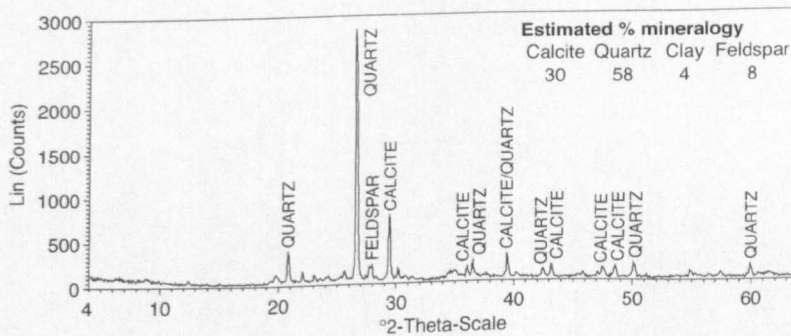 Estimated % mineralogy
Calcite Quartz Clay Feldspar
30 58 4 8
3000
2500
2000
1500
1000
500
0
Lin (Counts)
QUARTZ
QUARTZ
FELDSPAR
CALCITE
CALCITE
QUARTZ
CALCITE/QUARTZ
QUARTZ
CALCITE
CALCITE
CALCITE
QUARTZ
QUARTZ
4 10 20 30 40 50 60
°2-Theta-Scale